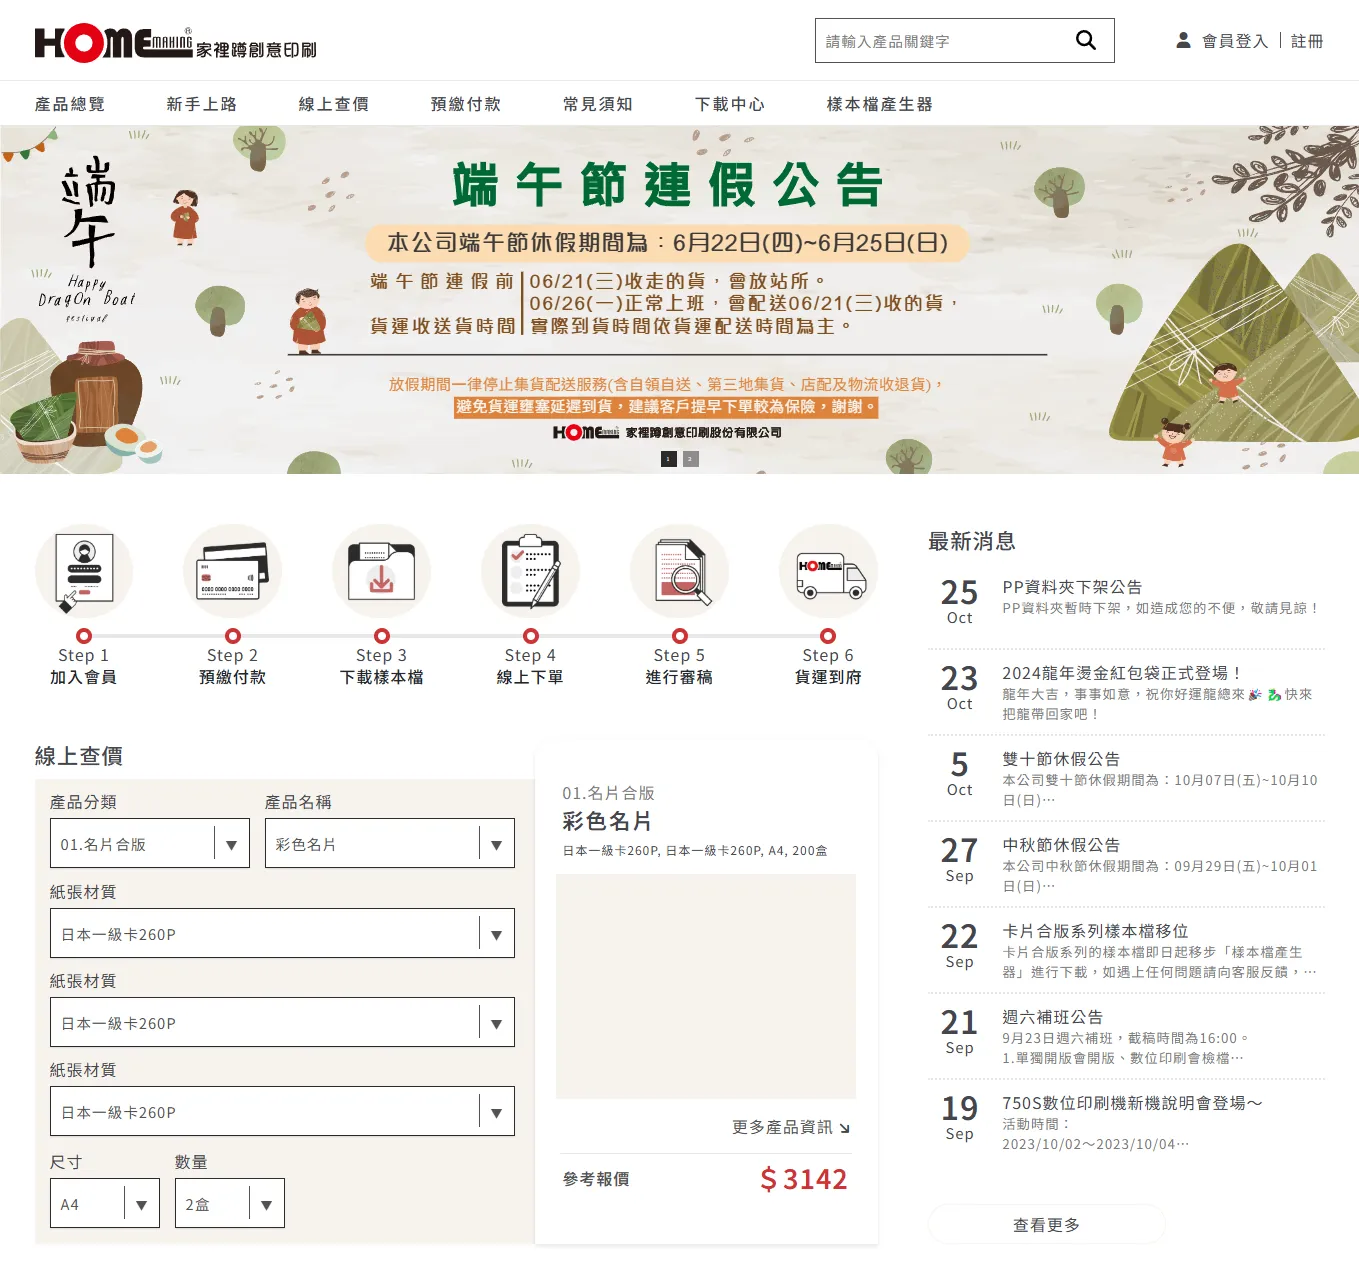 HOMEMAKING® 家裡蹲創意印刷
請輸入產品關鍵字
會員登入 | 註冊
產品總覽 新手上路 線上查價 預繳付款 常見須知 下載中心 樣本檔產生器
端午
Happy
DragOn Boat
festival
端午節連假公告
本公司端午節休假期間為：6月22日(四)~6月25日(日)
端午節連假前
貨運收送貨時間
06/21(三)收走的貨，會放站所。
06/26(一)正常上班，會配送06/21(三)收的貨，
實際到貨時間依貨運配送時間為主。
放假期間一律停止集貨配送服務(含自領自送、第三地集貨、店配及物流收退貨)，
避免貨運壅塞延遲到貨，建議客戶提早下單較為保險，謝謝。
HOMEMAKING 家裡蹲創意印刷股份有限公司
1 3
0000 0000 0000 0000
HOME
Step 1
加入會員
Step 2
預繳付款
Step 3
下載樣本檔
Step 4
線上下單
Step 5
進行審稿
Step 6
貨運到府
線上查價
產品分類
01.名片合版
產品名稱
彩色名片
紙張材質
日本一級卡260P
紙張材質
日本一級卡260P
紙張材質
日本一級卡260P
尺寸
A4
數量
2盒
01.名片合版
彩色名片
日本一級卡260P, 日本一級卡260P, A4, 200盒
更多產品資訊
參考報價
$3142
最新消息
25
Oct
PP資料夾下架公告
PP資料夾暫時下架，如造成您的不便，敬請見諒！
23
Oct
2024龍年燙金紅包袋正式登場！
龍年大吉，事事如意，祝你好運龍總來🎉🐉快來
把龍帶回家吧！
5
Oct
雙十節休假公告
本公司雙十節休假期間為：10月07日(五)~10月10
日(日)…
27
Sep
中秋節休假公告
本公司中秋節休假期間為：09月29日(五)~10月01
日(日)…
22
Sep
卡片合版系列樣本檔移位
卡片合版系列的樣本檔即日起移步「樣本檔產生
器」進行下載，如遇上任何問題請向客服反饋，…
21
Sep
週六補班公告
9月23日週六補班，截稿時間為16:00。
1.單獨開版會開版、數位印刷會檢檔…
19
Sep
750S數位印刷機新機說明會登場～
活動時間：
2023/10/02～2023/10/04…
查看更多